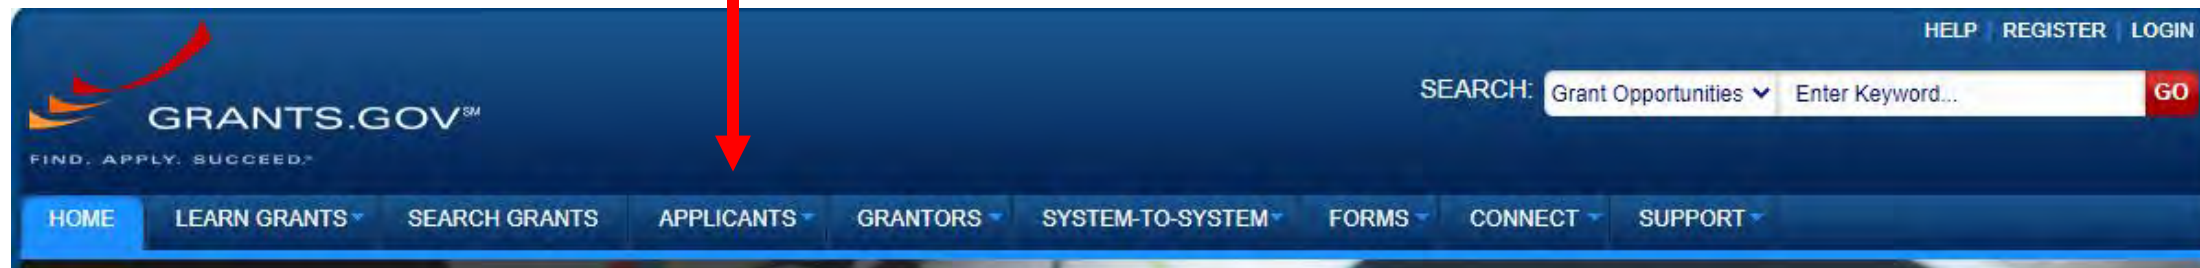 HELP REGISTER LOGIN
SEARCH: Grant Opportunities Enter Keyword... GO
GRANTS.GOV℠
FIND. APPLY. SUCCEED.℠
HOME LEARN GRANTS SEARCH GRANTS APPLICANTS GRANTORS SYSTEM-TO-SYSTEM FORMS CONNECT SUPPORT